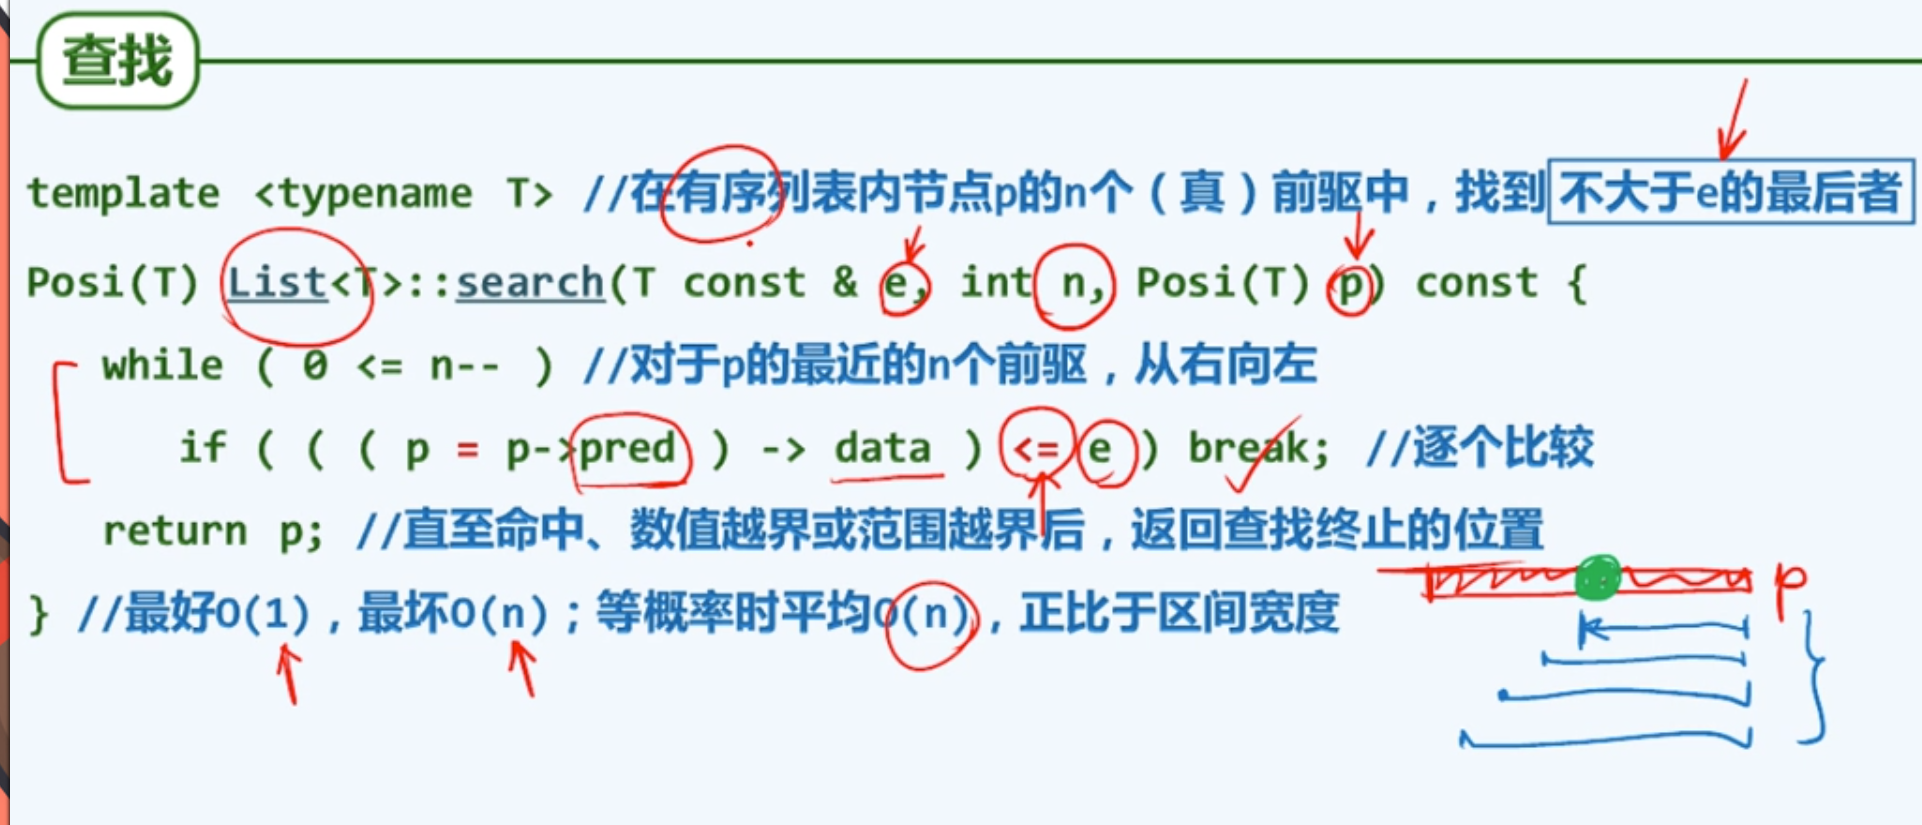 查找
template <typename T> //在有序列表内节点p的n个（真）前驱中，找到不大于e的最后者
Posi(T) List<T>::search(T const & e, int n, Posi(T) p) const {
while ( 0 <= n-- ) //对于p的最近的n个前驱，从右向左
if ( ( ( p = p->pred ) -> data ) <= e ) break; //逐个比较
return p; //直至命中、数值越界或范围越界后，返回查找终止的位置
} //最好O(1)，最坏O(n)；等概率时平均O(n)，正比于区间宽度
p